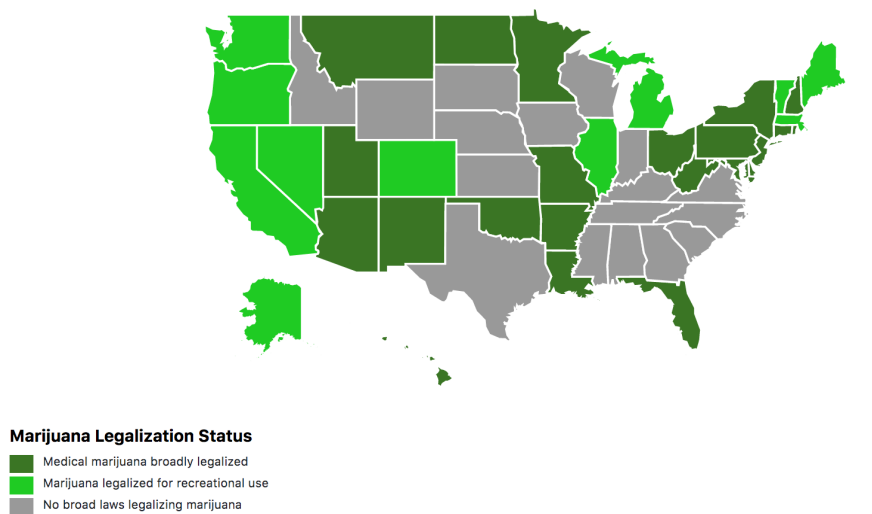 Marijuana Legalization Status
Medical marijuana broadly legalized
Marijuana legalized for recreational use
No broad laws legalizing marijuana